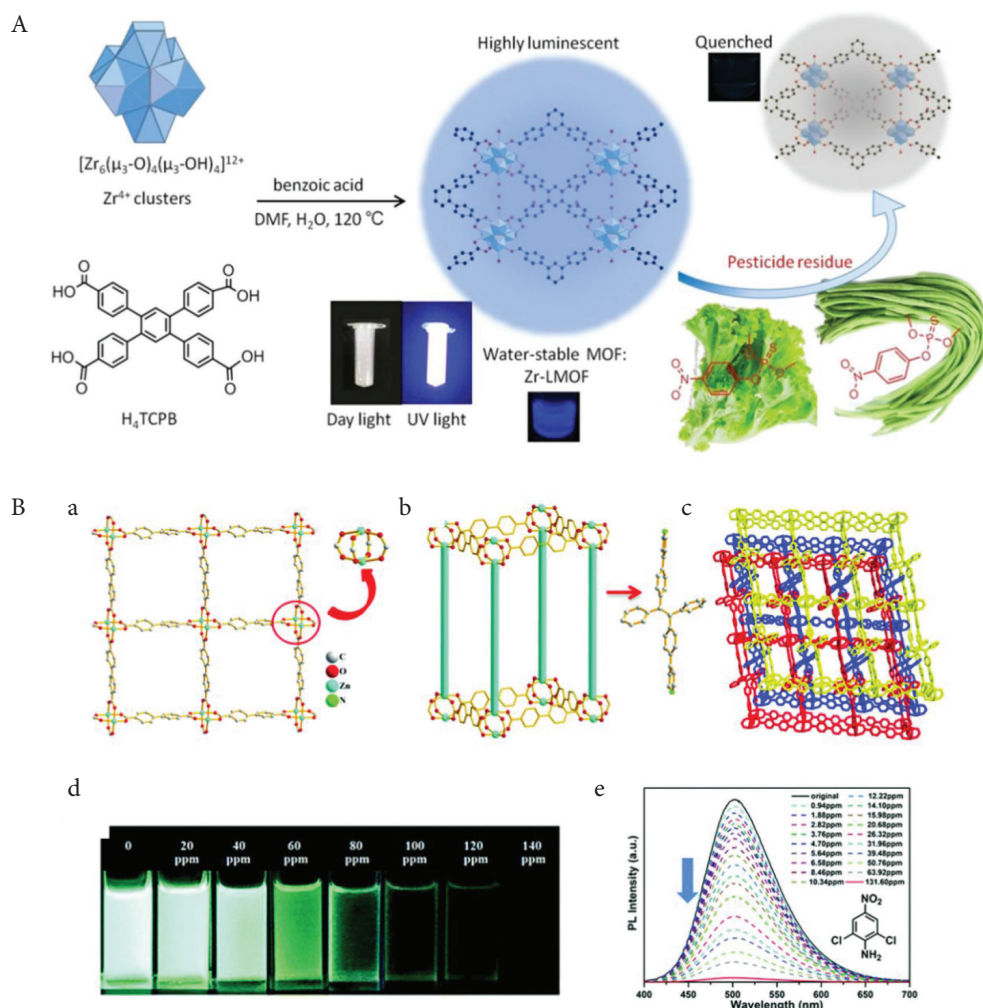 A
Highly luminescent
Quenched
[Zr₆(μ₃-O)₄(μ₃-OH)₄]¹²⁺
Zr⁴⁺ clusters
benzoic acid
DMF, H₂O, 120 °C
O
HO
O
OH
HO
O
O
OH
H₄TCPB
Day light
UV light
Water-stable MOF:
Zr-LMOF
Pesticide residue
B
a
b
c
C
O
Zn
N
d
0
20 ppm
40 ppm
60 ppm
80 ppm
100 ppm
120 ppm
140 ppm
e
PL Intensity (a.u.)
original
0.94ppm
1.88ppm
2.82ppm
3.76ppm
4.70ppm
5.64ppm
6.58ppm
8.46ppm
10.34ppm
12.22ppm
14.10ppm
15.98ppm
20.68ppm
26.32ppm
31.96ppm
39.48ppm
50.76ppm
63.92ppm
131.60ppm
NO₂
Cl
Cl
NH₂
400 450 500 550 600 650 700
Wavelength (nm)